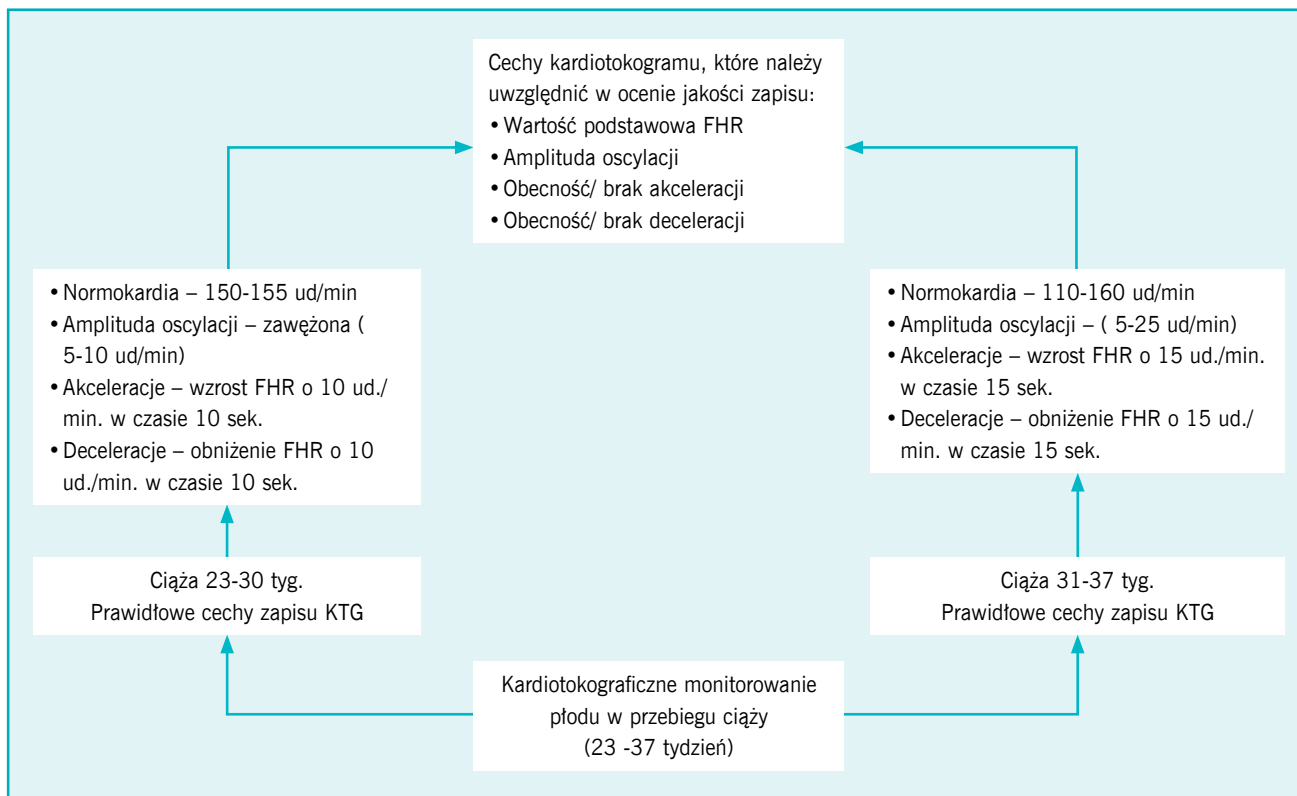 Cechy kardiotokogramu, które należy
uwzględnić w ocenie jakości zapisu:
• Wartość podstawowa FHR
• Amplituda oscylacji
• Obecność/ brak akceleracji
• Obecność/ brak deceleracji
• Normokardia – 150-155 ud/min
• Amplituda oscylacji – zawężona (
5-10 ud/min)
• Akceleracje – wzrost FHR o 10 ud./
min. w czasie 10 sek.
• Deceleracje – obniżenie FHR o 10
ud./min. w czasie 10 sek.
• Normokardia – 110-160 ud/min
• Amplituda oscylacji – ( 5-25 ud/min)
• Akceleracje – wzrost FHR o 15 ud./min.
w czasie 15 sek.
• Deceleracje – obniżenie FHR o 15 ud./
min. w czasie 15 sek.
Ciąża 23-30 tyg.
Prawidłowe cechy zapisu KTG
Ciąża 31-37 tyg.
Prawidłowe cechy zapisu KTG
Kardiotokograficzne monitorowanie
płodu w przebiegu ciąży
(23 -37 tydzień)